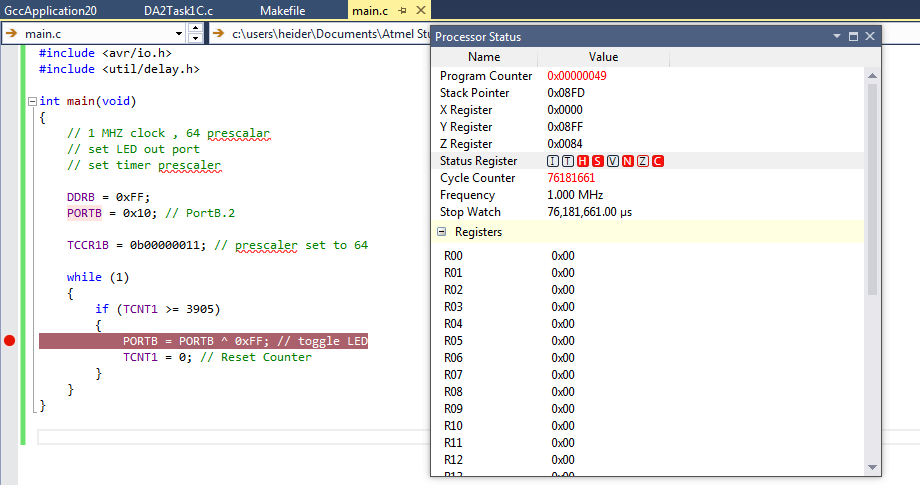 GccApplication20 DA2Task1C.c Makefile main.c
main.c c:\users\heider\Documents\Atmel Stu
#include <avr/io.h>
#include <util/delay.h>
int main(void)
{
// 1 MHZ clock , 64 prescalar
// set LED out port
// set timer prescaler
DDRB = 0xFF;
PORTB = 0x10; // PortB.2
TCCR1B = 0b00000011; // prescaler set to 64
while (1)
{
if (TCNT1 >= 3905)
{
PORTB = PORTB ^ 0xFF; // toggle LED
TCNT1 = 0; // Reset Counter
}
}
}
Processor Status
Name Value
Program Counter 0x00000049
Stack Pointer 0x08FD
X Register 0x0000
Y Register 0x08FF
Z Register 0x0084
Status Register I T H S V N Z C
Cycle Counter 76181661
Frequency 1.000 MHz
Stop Watch 76,181,661.00 µs
Registers
R00 0x00
R01 0x00
R02 0x00
R03 0x00
R04 0x00
R05 0x00
R06 0x00
R07 0x00
R08 0x00
R09 0x00
R10 0x00
R11 0x00
R12 0x00
R13 0x00